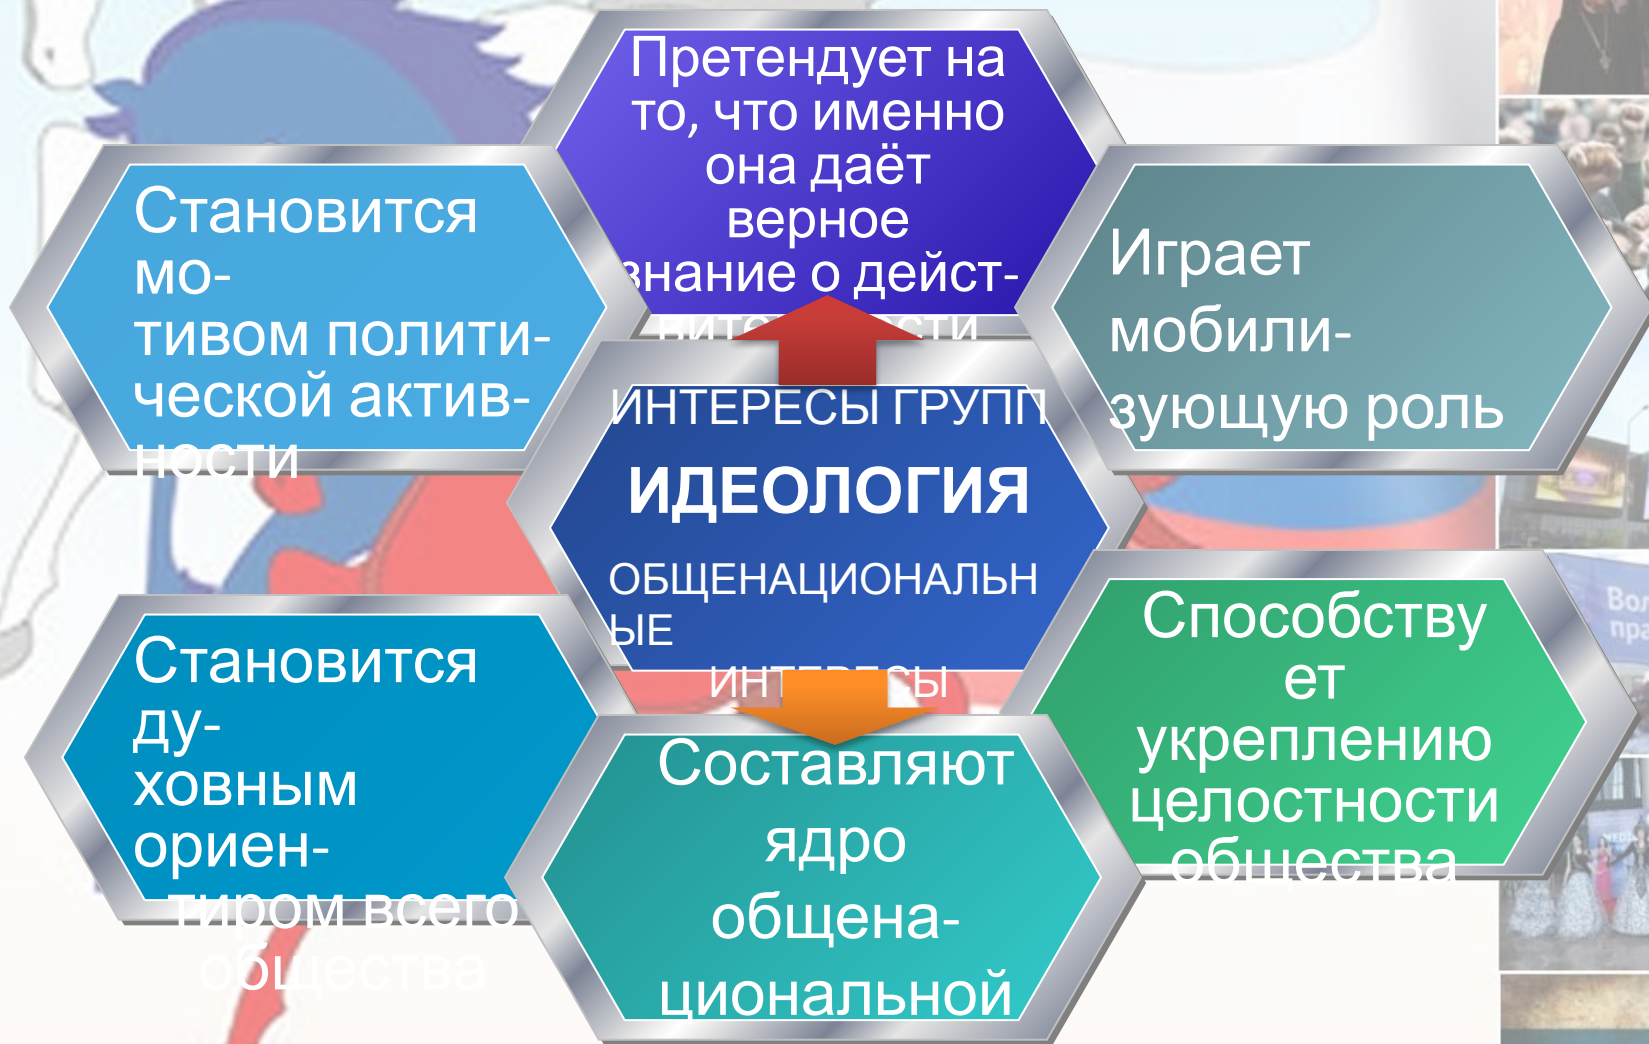 Претендует на
то, что именно
она даёт
верное
знание о дейст-
Становится
мо-
тивом полити-
ческой актив-
ности
Играет
мобили-
зующую роль
ИНТЕРЕСЫ ГРУПП
ИДЕОЛОГИЯ
ОБЩЕНАЦИОНАЛЬН
ЫЕ
Становится
ду-
ховным
ориен-
тиром всего
общества
Способству
ет
укреплению
целостности
общества
Составляют
ядро
общена-
циональной